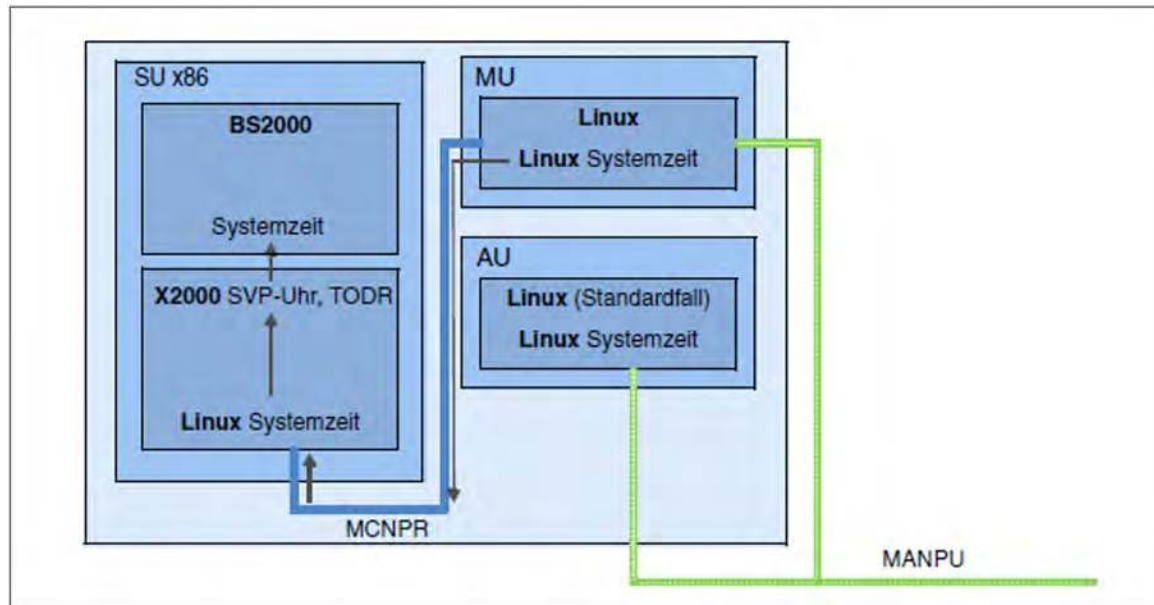 SU x86
BS2000
Systemzeit
X2000 SVP-Uhr, TODR
Linux Systemzeit
MU
Linux
Linux Systemzeit
AU
Linux (Standardfall)
Linux Systemzeit
MCNPR
MANPU